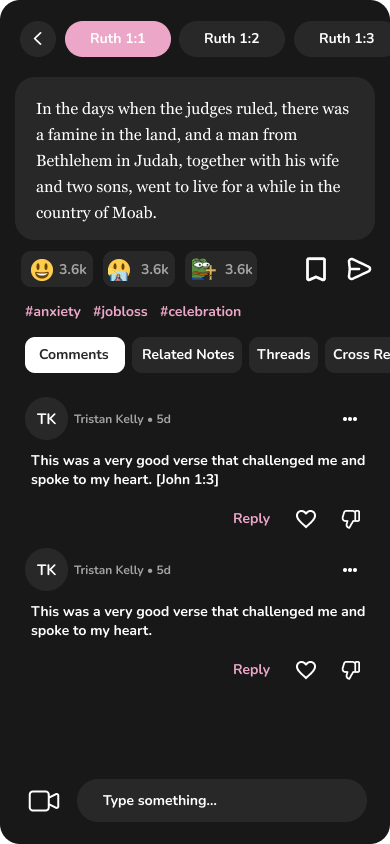 Ruth 1:1 Ruth 1:2 Ruth 1:3
In the days when the judges ruled, there was
a famine in the land, and a man from
Bethlehem in Judah, together with his wife
and two sons, went to live for a while in the
country of Moab.
3.6k 3.6k 3.6k
#anxiety #jobloss #celebration
Comments Related Notes Threads Cross Re
TK Tristan Kelly • 5d
This was a very good verse that challenged me and
spoke to my heart. [John 1:3]
Reply
TK Tristan Kelly • 5d
This was a very good verse that challenged me and
spoke to my heart.
Reply
Type something...